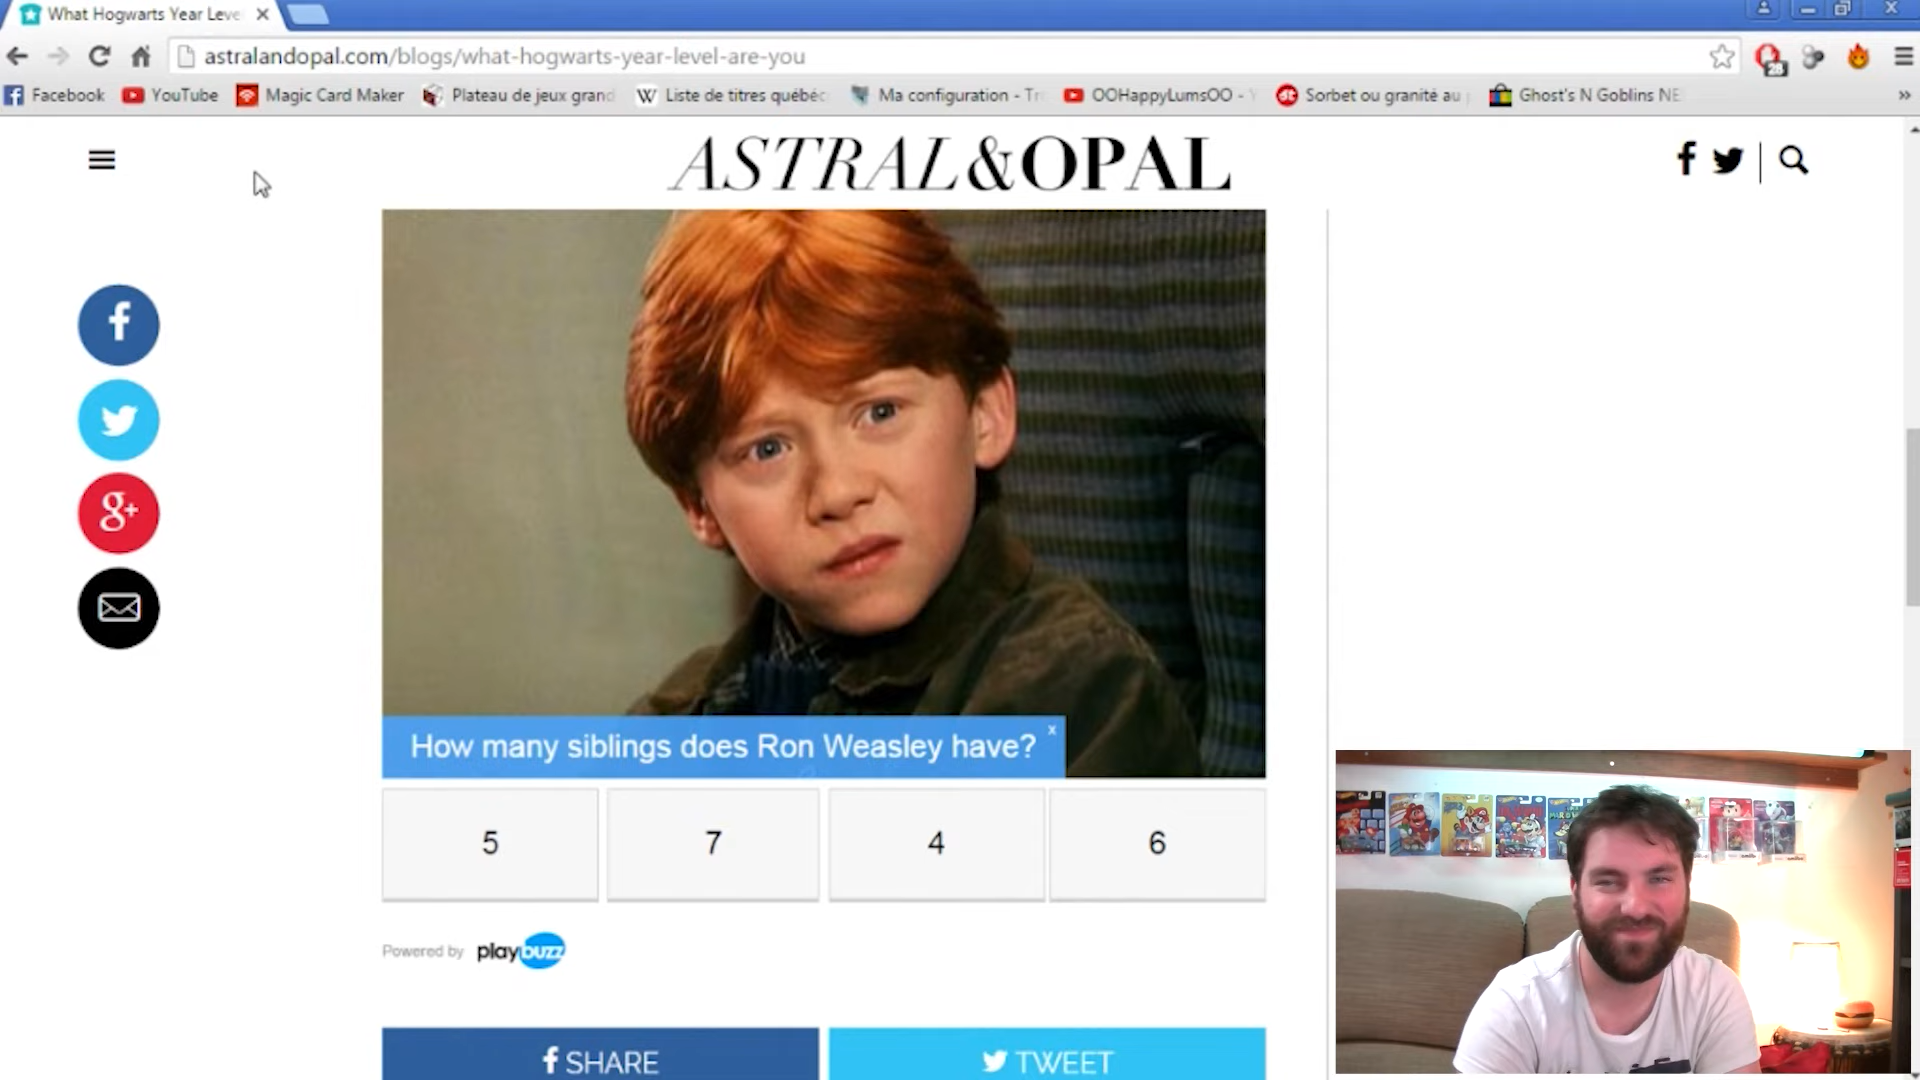 What Hogwarts Year Leve
astralandopal.com/blogs/what-hogwarts-year-level-are-you
28
Facebook
YouTube
Magic Card Maker
Plateau de jeux grand
Liste de titres québéc
Ma configuration - Tr
OOHappyLumsOO -
Sorbet ou granité au
Ghost's N Goblins NE
ASTRAL&OPAL
How many siblings does Ron Weasley have?
x
5
7
4
6
Powered by playbuzz
SHARE
TWEET